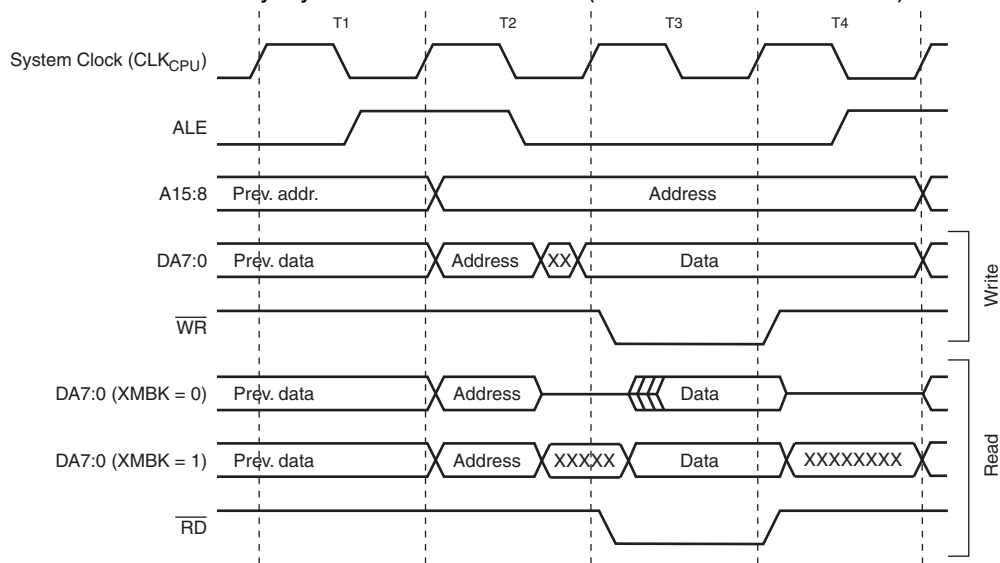 T1 T2 T3 T4
System Clock (CLKCPU)
ALE
A15:8 Prev. addr. Address
DA7:0 Prev. data Address XX Data
WR
Write
DA7:0 (XMBK = 0) Prev. data Address Data
DA7:0 (XMBK = 1) Prev. data Address XXXXX Data XXXXXXXX
RD
Read